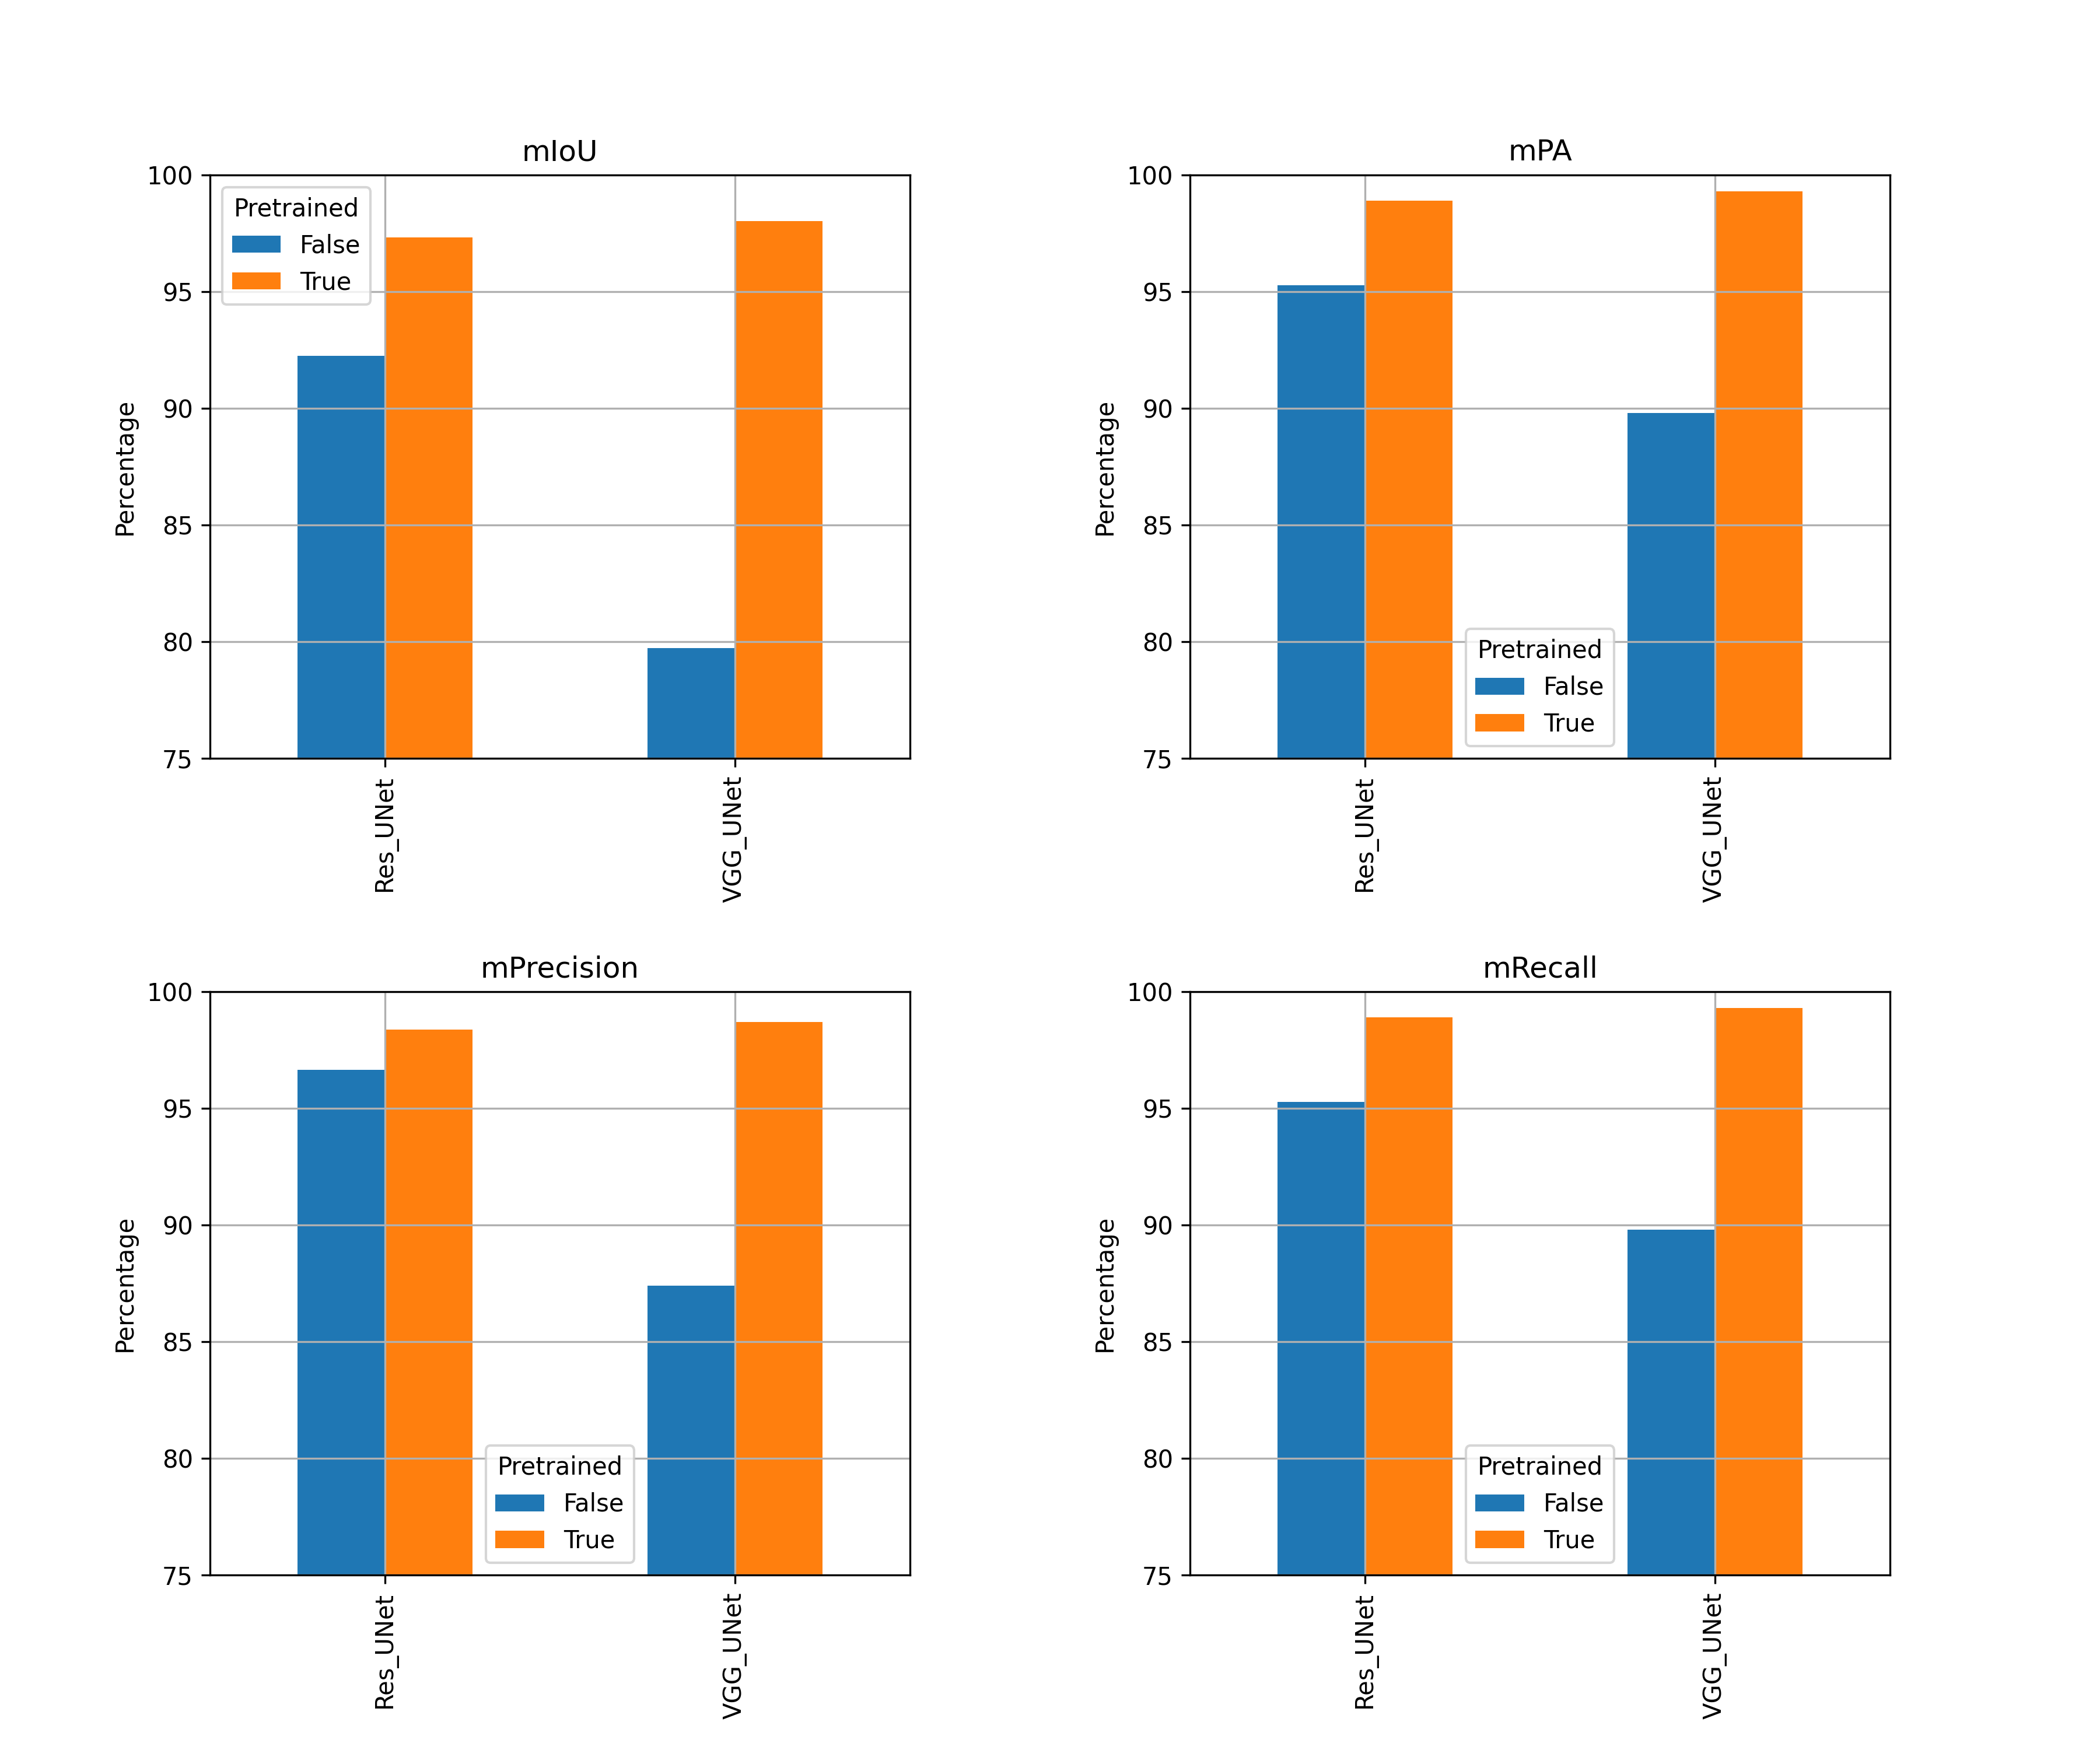 mIoU
100
95
90
85
80
75
Percentage
Pretrained
False
True
Res_UNet
VGG_UNet
mPA
100
95
90
85
80
75
Percentage
Pretrained
False
True
Res_UNet
VGG_UNet
mPrecision
100
95
90
85
80
75
Percentage
Pretrained
False
True
Res_UNet
VGG_UNet
mRecall
100
95
90
85
80
75
Percentage
Pretrained
False
True
Res_UNet
VGG_UNet